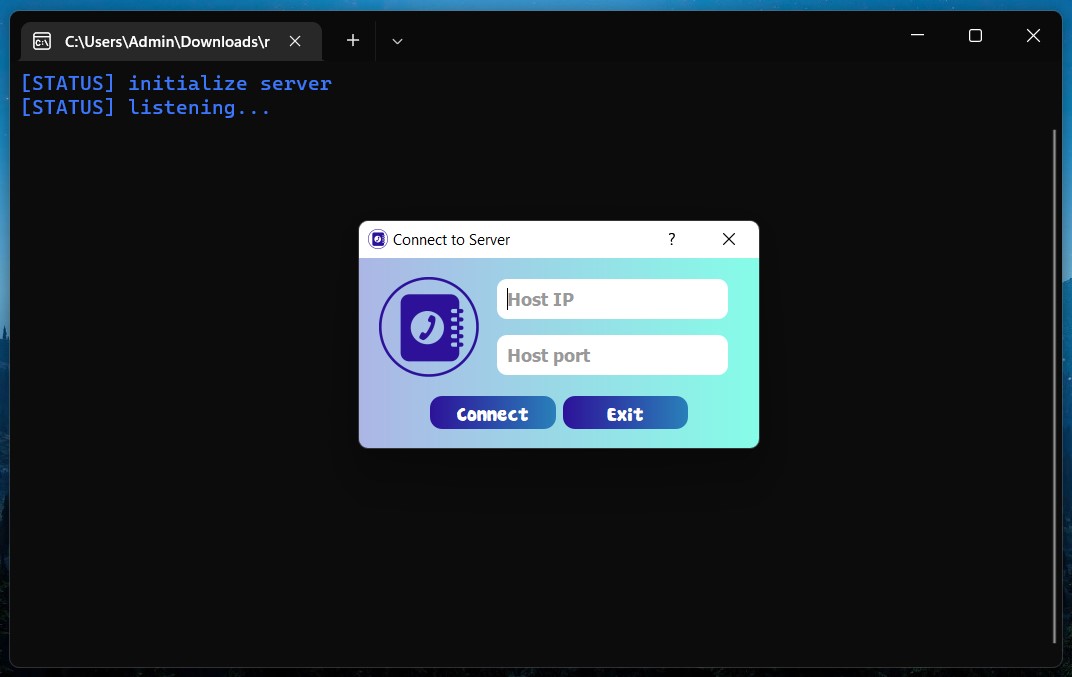 C:\Users\Admin\Downloads\r
[STATUS] initialize server
[STATUS] listening...
Connect to Server
Host IP
Host port
Connect Exit